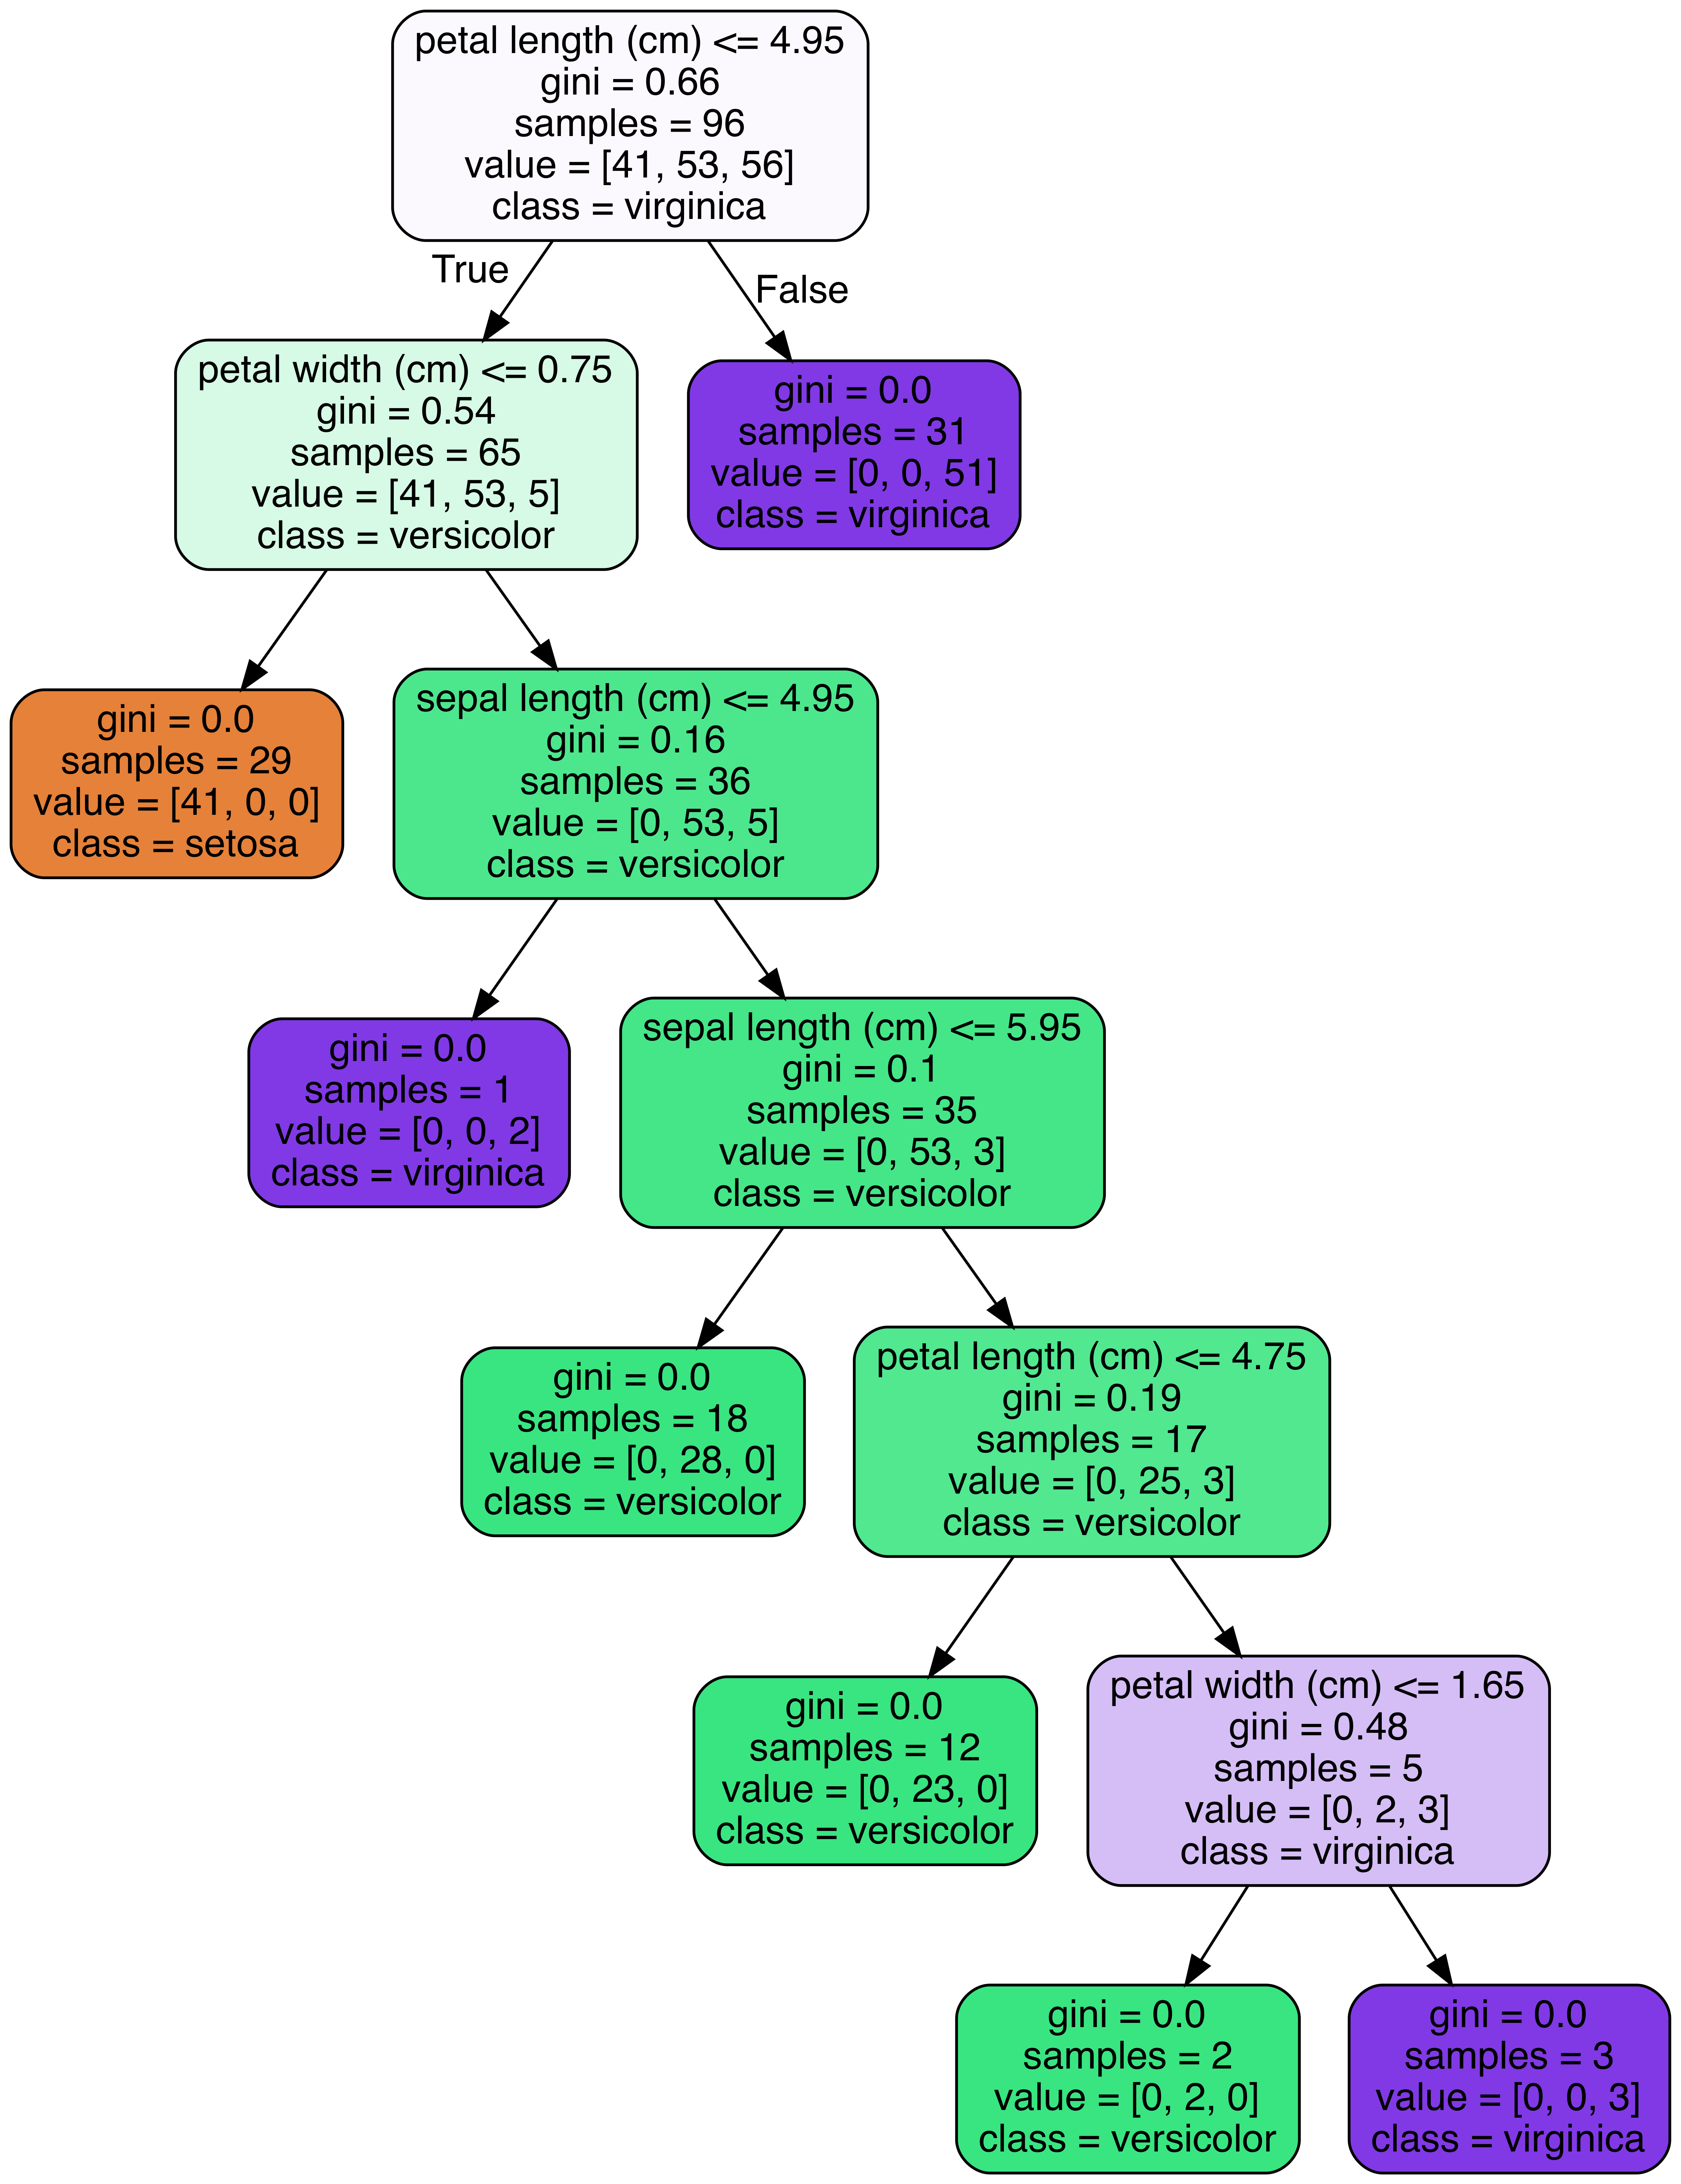 petal length (cm) <= 4.95
gini = 0.66
samples = 96
value = [41, 53, 56]
class = virginica
True
False
petal width (cm) <= 0.75
gini = 0.54
samples = 65
value = [41, 53, 5]
class = versicolor
gini = 0.0
samples = 31
value = [0, 0, 51]
class = virginica
gini = 0.0
samples = 29
value = [41, 0, 0]
class = setosa
sepal length (cm) <= 4.95
gini = 0.16
samples = 36
value = [0, 53, 5]
class = versicolor
gini = 0.0
samples = 1
value = [0, 0, 2]
class = virginica
sepal length (cm) <= 5.95
gini = 0.1
samples = 35
value = [0, 53, 3]
class = versicolor
gini = 0.0
samples = 18
value = [0, 28, 0]
class = versicolor
petal length (cm) <= 4.75
gini = 0.19
samples = 17
value = [0, 25, 3]
class = versicolor
gini = 0.0
samples = 12
value = [0, 23, 0]
class = versicolor
petal width (cm) <= 1.65
gini = 0.48
samples = 5
value = [0, 2, 3]
class = virginica
gini = 0.0
samples = 2
value = [0, 2, 0]
class = versicolor
gini = 0.0
samples = 3
value = [0, 0, 3]
class = virginica